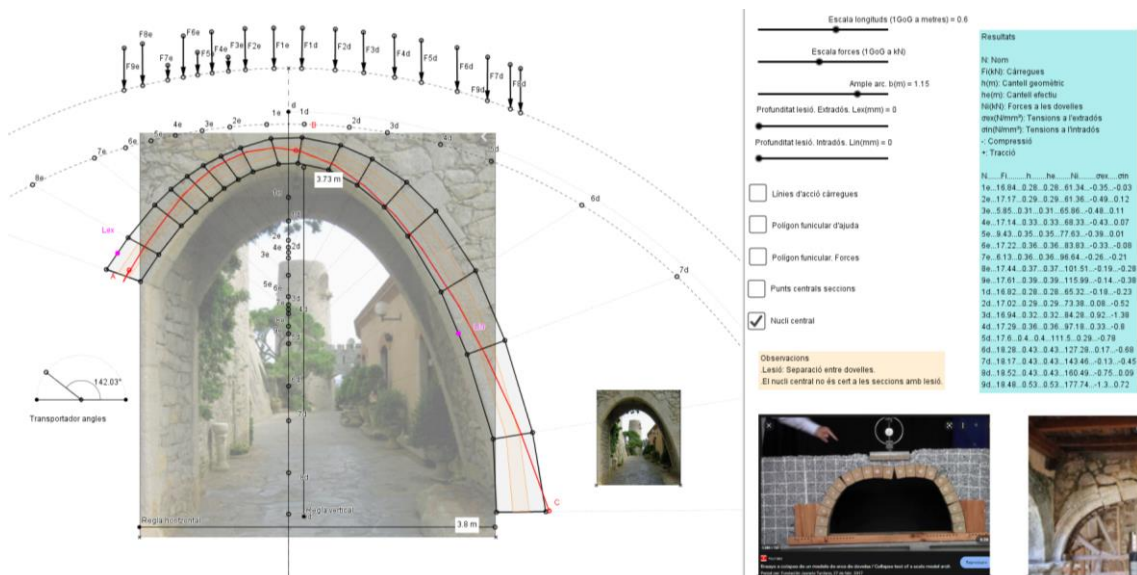 F9e
F8e
F7e
F6e
F5e
F4e
F3e
F2e
F1e
F1d
F2d
F3d
F4d
F5d
F6d
F7d
F8d
F9d
8e
7e
6e
5e
4e
3e
2e
1e
d
1d
B
2d
3d
4d
6d
7d
3.73 m
Lex
A
Lin
C
142.03°
Transportador angles
Regla horitzontal
Regla vertical
3.8 m
Escala longituds (1GoG a metres) = 0.6
Escala forces (1GoG a kN)
Ample arc. b(m) = 1.15
Profunditat lesió. Extradós. Lex(mm) = 0
Profunditat lesió. Intradós. Lin(mm) = 0
Línies d'acció càrregues
Polígon funicular d'ajuda
Polígon funicular. Forces
Punts centrals seccions
Nucli central
Observacions
.Lesió: Separació entre dovelles.
.El nucli central no és cert a les seccions amb lesió.
Resultats
N: Nom
Fi(kN): Càrregues
h(m): Cantell geomètric
he(m): Cantell efectiu
Ni(kN): Forces a les dovelles
σex(N/mm²): Tensions a l'extradós
σin(N/mm²): Tensions a l'intradós
-: Compressió
+: Tracció
N......Fi........h......he......Ni......σex...σin
1e...16.84...0.28...0.28...61.34...-0.35...-0.03
2e...17.17...0.29...0.29...61.36...-0.49...0.12
3e...5.85...0.31...0.31...65.86...-0.48...0.11
4e...17.14...0.33...0.33...68.33...-0.43...0.07
5e...9.43...0.35...0.35...77.63...-0.39...0.01
6e...17.22...0.36...0.36...83.63...-0.33...-0.08
7e...6.13...0.36...0.36...96.64...-0.26...-0.21
8e...17.44...0.37...0.37...101.51...-0.19...-0.28
9e...17.61...0.39...0.39...115.99...-0.14...-0.38
1d...16.82...0.28...0.28...65.32...-0.18...-0.23
2d...17.02...0.29...0.29...73.38...0.08...-0.52
3d...16.94...0.32...0.32...84.28...0.92...-1.38
4d...17.29...0.36...0.36...97.18...0.33...-0.8
5d...17.6...0.4...0.4...111.5...0.29...-0.78
6d...18.28...0.43...0.43...127.28...0.17...-0.68
7d...18.17...0.43...0.43...143.46...-0.13...-0.45
8d...18.52...0.43...0.43...160.49...-0.75...0.09
9d...18.48...0.53...0.53...177.74...-1.3...0.72